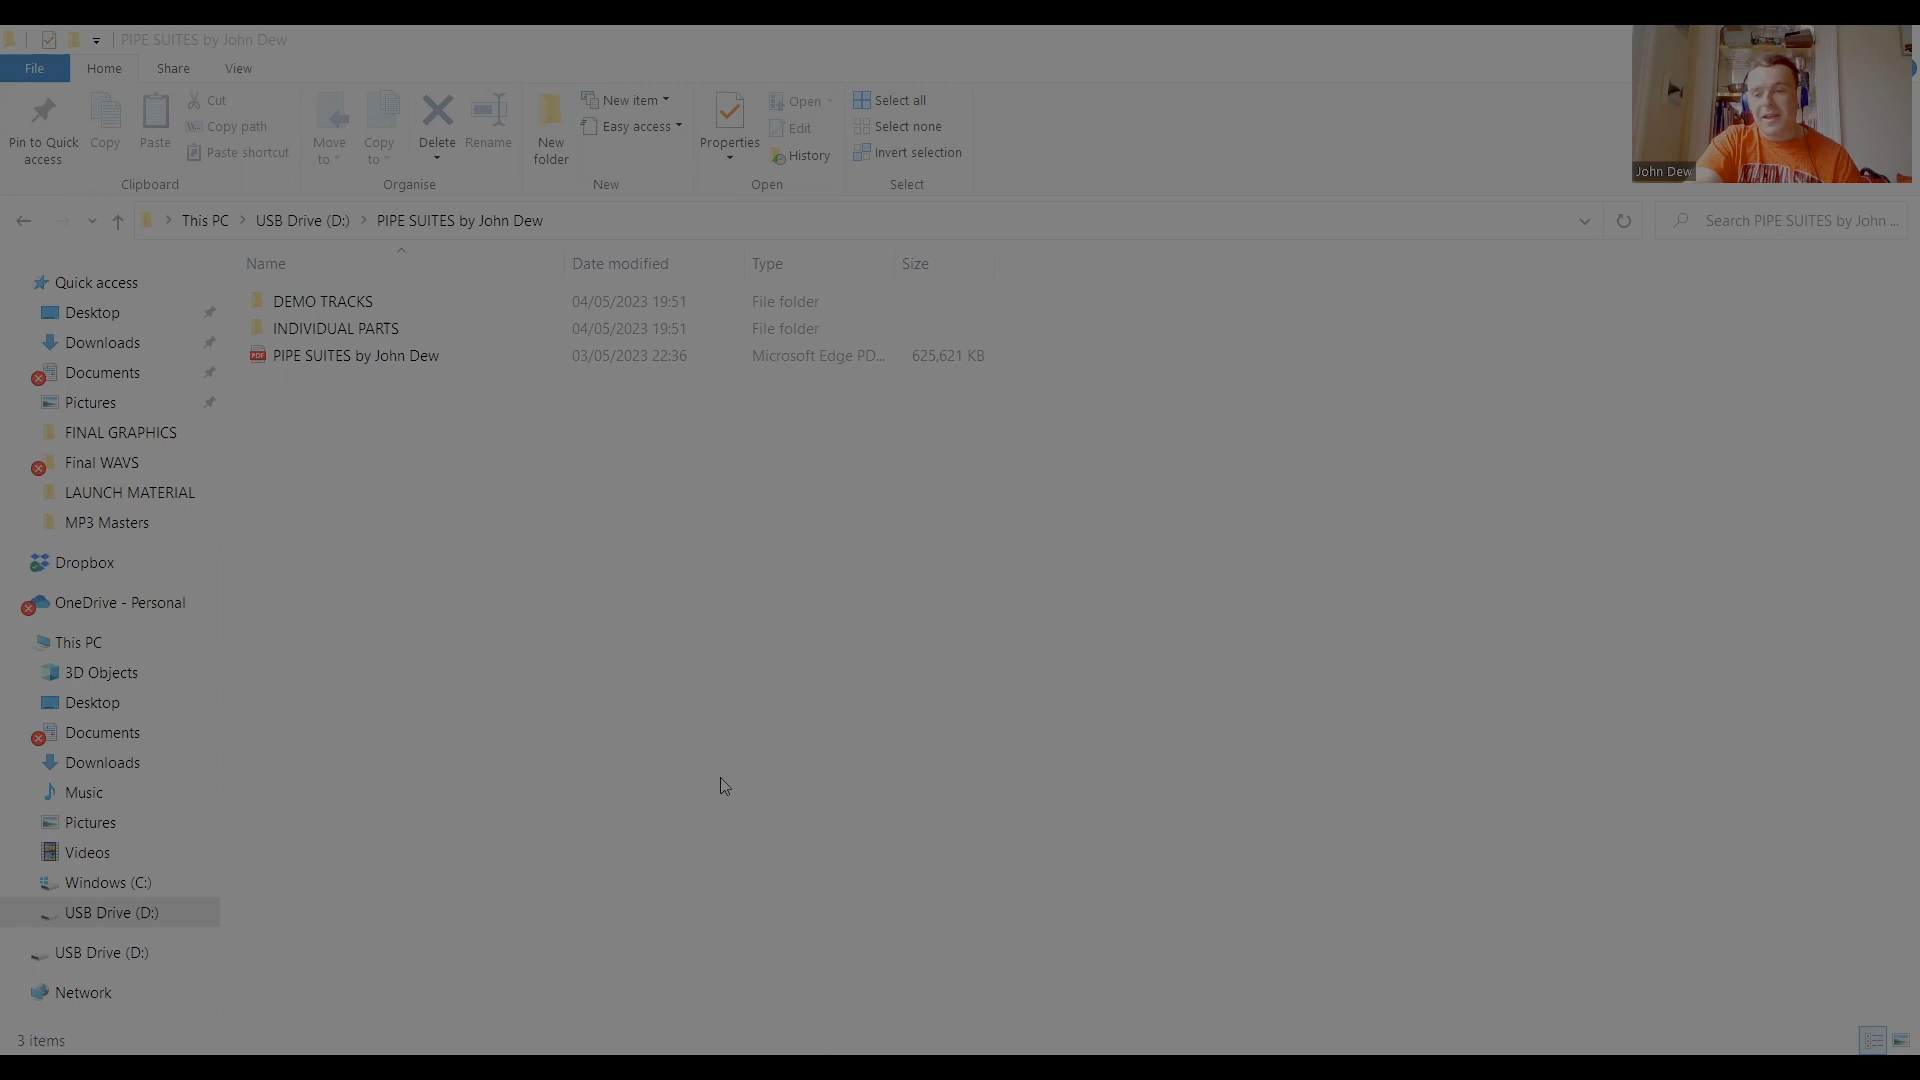 PIPE SUITES by John Dew
File Home Share View
Pin to Quick access
Copy
Paste
Cut
Copy path
Paste shortcut
Clipboard
Move to
Copy to
Delete
Rename
Organise
New folder
New item
Easy access
New
Properties
Open
Edit
History
Open
Select all
Select none
Invert selection
Select
John Dew
This PC USB Drive (D:) PIPE SUITES by John Dew
Search PIPE SUITES by John ...
Name Date modified Type Size
DEMO TRACKS 04/05/2023 19:51 File folder
INDIVIDUAL PARTS 04/05/2023 19:51 File folder
PDF PIPE SUITES by John Dew 03/05/2023 22:36 Microsoft Edge PD... 625,621 KB
Quick access
Desktop
Downloads
Documents
Pictures
FINAL GRAPHICS
Final WAVS
LAUNCH MATERIAL
MP3 Masters
Dropbox
OneDrive - Personal
This PC
3D Objects
Desktop
Documents
Downloads
Music
Pictures
Videos
Windows (C:)
USB Drive (D:)
USB Drive (D:)
Network
3 items